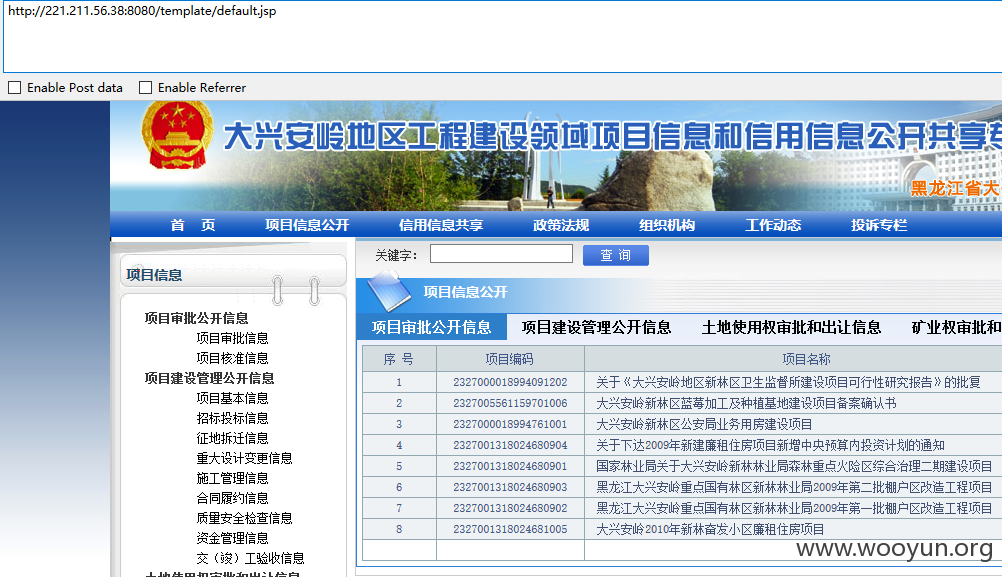 http://221.211.56.38:8080/template/default.jsp
Enable Post data Enable Referrer
大兴安岭地区工程建设领域项目信息和信用信息公开共享专
黑龙江省大
首 页 项目信息公开 信用信息共享 政策法规 组织机构 工作动态 投诉专栏
关键字： 查 询
项目信息
项目信息公开
项目审批公开信息
项目审批信息
项目核准信息
项目建设管理公开信息
项目基本信息
招标投标信息
征地拆迁信息
重大设计变更信息
施工管理信息
合同履约信息
质量安全检查信息
资金管理信息
交（竣）工验收信息
土地使用权审批和出让信息
项目审批公开信息 项目建设管理公开信息 土地使用权审批和出让信息 矿业权审批和
序 号 项目编码 项目名称
1 2327000018994091202 关于《大兴安岭地区新林区卫生监督所建设项目可行性研究报告》的批复
2 2327005561159701006 大兴安岭新林区蓝莓加工及种植基地建设项目备案确认书
3 2327000018994761001 大兴安岭新林区公安局业务用房建设项目
4 2327001318024680904 关于下达2009年新建廉租住房项目新增中央预算内投资计划的通知
5 2327001318024680901 国家林业局关于大兴安岭新林林业局森林重点火险区综合治理二期建设项目
6 2327001318024680903 黑龙江大兴安岭重点国有林区新林林业局2009年第二批棚户区改造工程项目
7 2327001318024680902 黑龙江大兴安岭重点国有林区新林林业局2009年第一批棚户区改造工程项目
8 2327001318024681005 大兴安岭2010年新林奋发小区廉租住房项目
www.wooyun.org